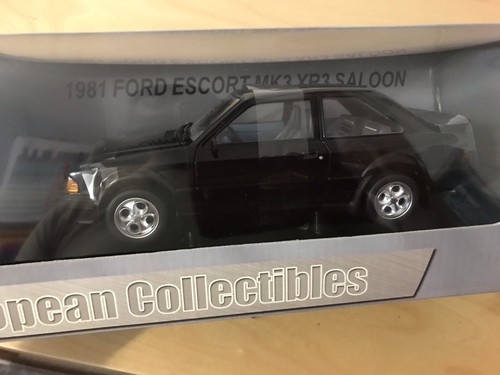 1981 FORD ESCORT MK3 XR3 SALOON
opean Collectibles